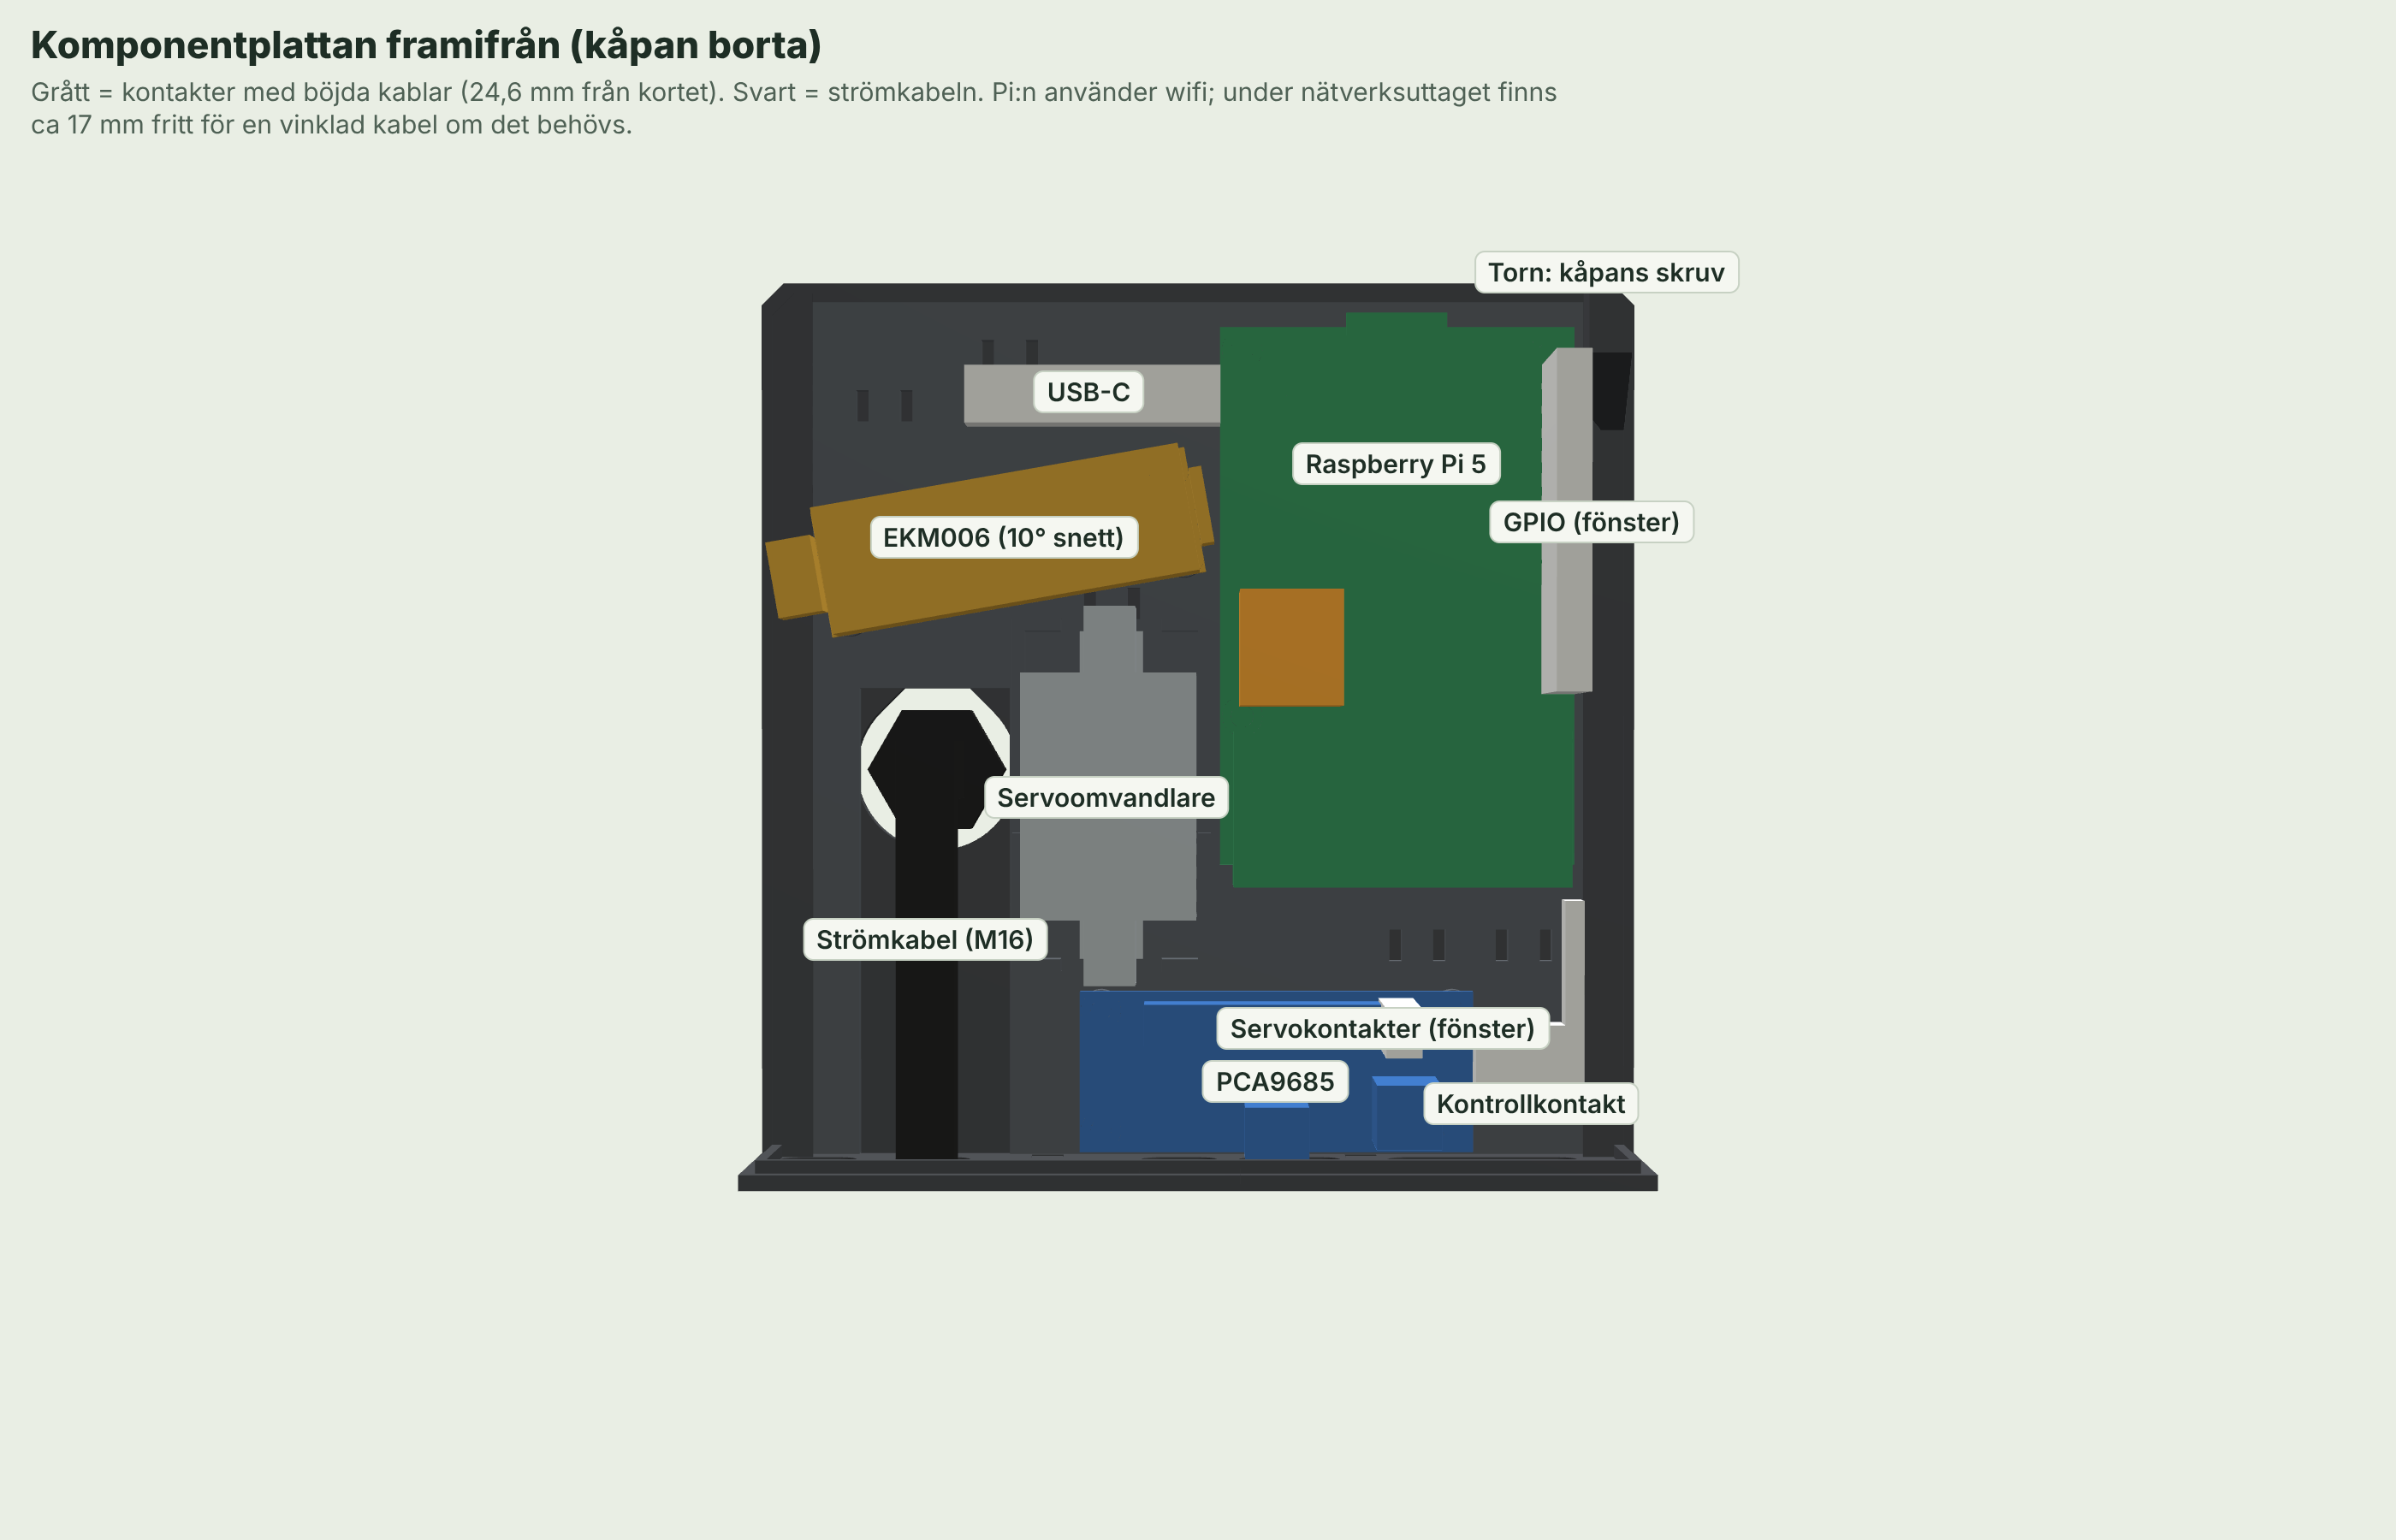 Komponentplattan framifrån (kåpan borta)
Grått = kontakter med böjda kablar (24,6 mm från kortet). Svart = strömkabeln. Pi:n använder wifi; under nätverksuttaget finns
ca 17 mm fritt för en vinklad kabel om det behövs.
Torn: kåpans skruv
USB-C
Raspberry Pi 5
GPIO (fönster)
EKM006 (10° snett)
Servoomvandlare
Strömkabel (M16)
Servokontakter (fönster)
PCA9685
Kontrollkontakt